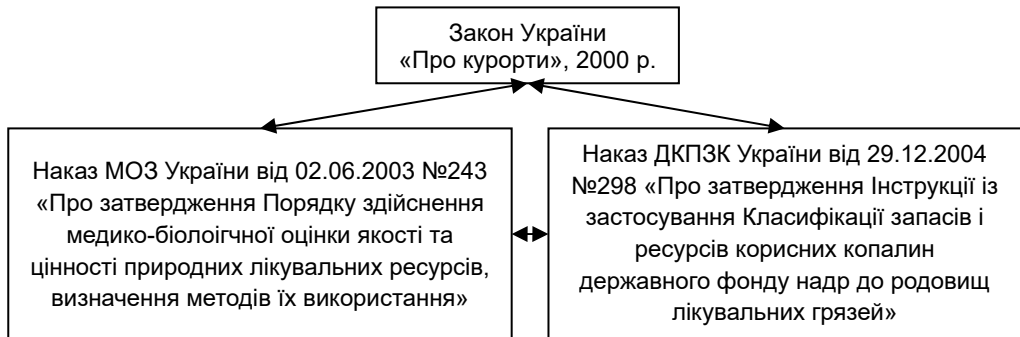 Закон України
«Про курорти», 2000 р.
Наказ МОЗ України від 02.06.2003 №243
«Про затвердження Порядку здійснення
медико-білоігчної оцінки якості та
цінності природних лікувальних ресурсів,
визначення методів їх використання»
Наказ ДКПЗК України від 29.12.2004
№298 «Про затвердження Інструкції із
застосування Класифікації запасів і
ресурсів корисних копалин
державного фонду надр до родовищ
лікувальних грязей»